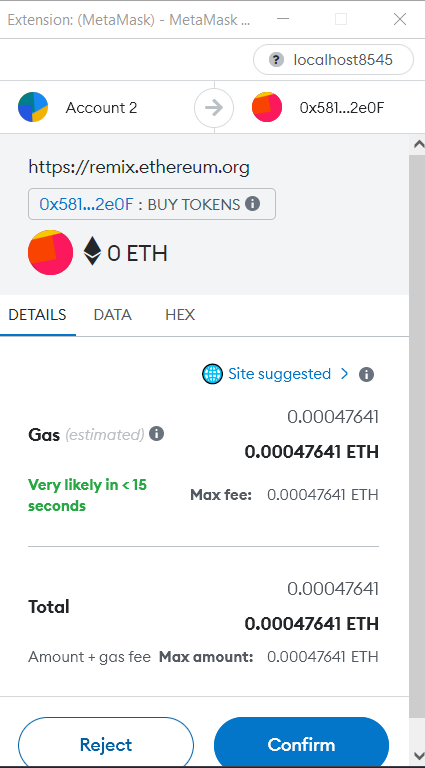 Extension: (MetaMask) - MetaMask ...
? localhost8545
Account 2
0x581...2e0F
https://remix.ethereum.org
0x581...2e0F : BUY TOKENS i
0 ETH
DETAILS DATA HEX
Site suggested > i
0.00047641
Gas (estimated) i
0.00047641 ETH
Very likely in < 15
seconds
Max fee: 0.00047641 ETH
0.00047641
Total
0.00047641 ETH
Amount + gas fee Max amount: 0.00047641 ETH
Reject
Confirm